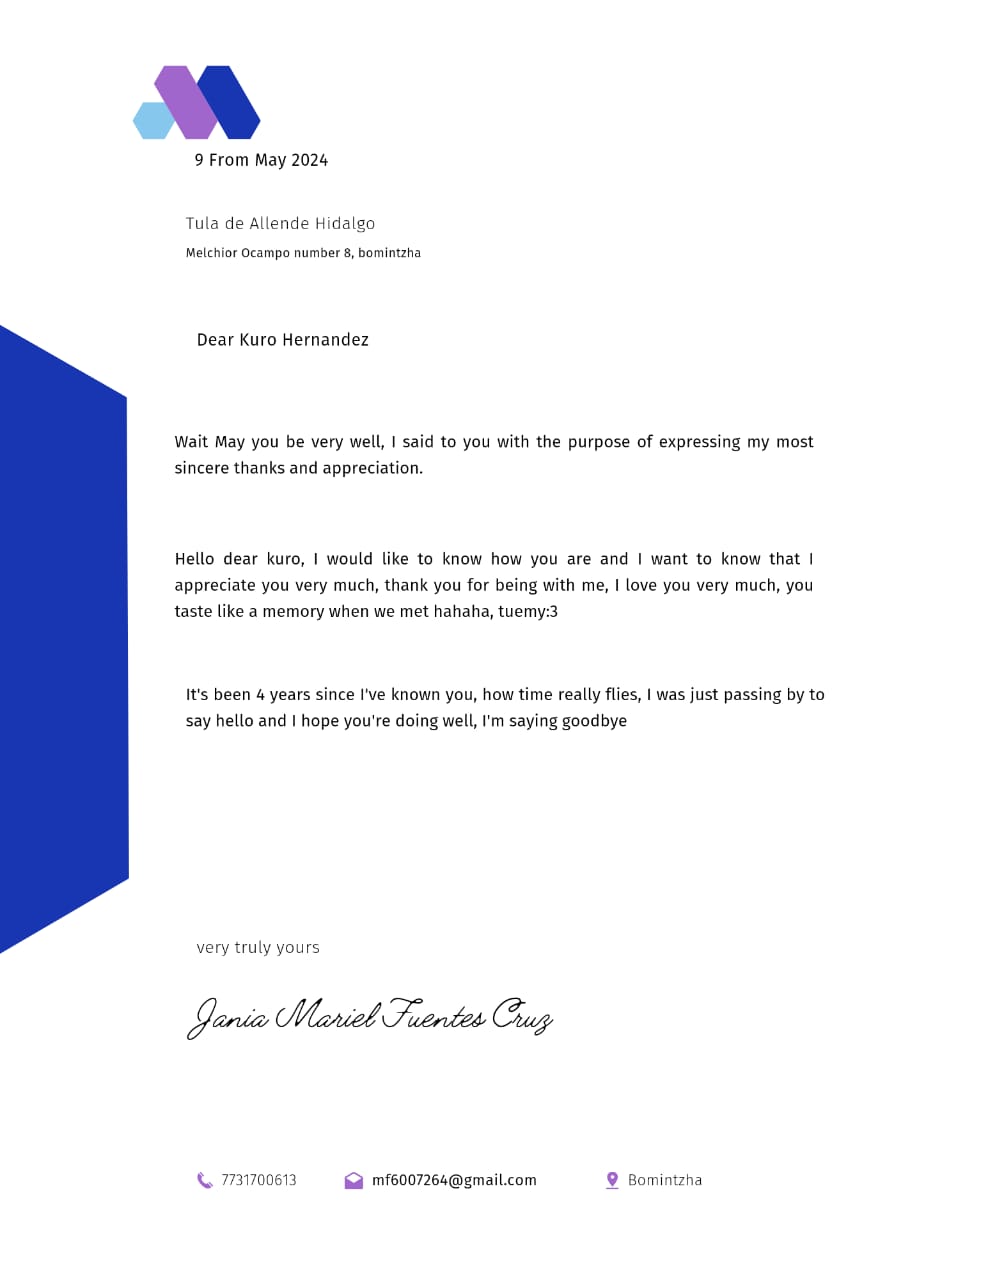 9 From May 2024
Tula de Allende Hidalgo
Melchior Ocampo number 8, bomintzha
Dear Kuro Hernandez
Wait May you be very well, I said to you with the purpose of expressing my most
sincere thanks and appreciation.
Hello dear kuro, I would like to know how you are and I want to know that I
appreciate you very much, thank you for being with me, I love you very much, you
taste like a memory when we met hahaha, tuemy:3
It's been 4 years since I've known you, how time really flies, I was just passing by to
say hello and I hope you're doing well, I'm saying goodbye
very truly yours
Jania Mariel Fuentes Cruz
7731700613 mf6007264@gmail.com Bomintzha